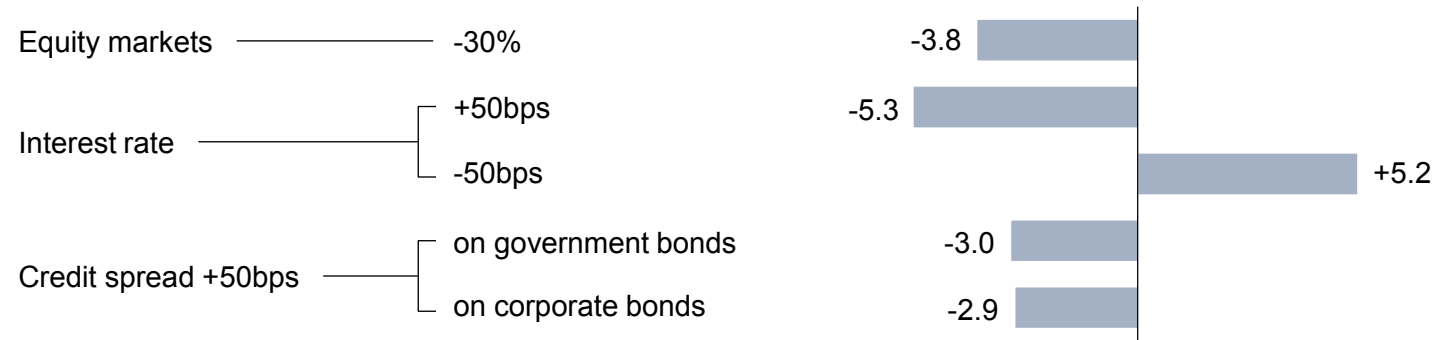 Equity markets -30% -3.8
+50bps -5.3
Interest rate
-50bps +5.2
on government bonds -3.0
Credit spread +50bps
on corporate bonds -2.9